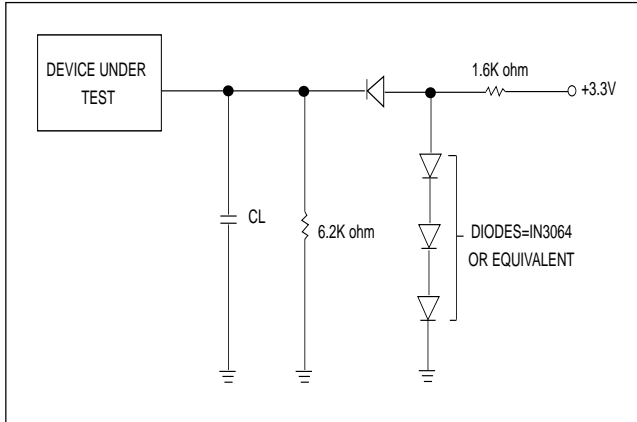 DEVICE UNDER
TEST
1.6K ohm
+3.3V
CL
6.2K ohm
DIODES=IN3064
OR EQUIVALENT